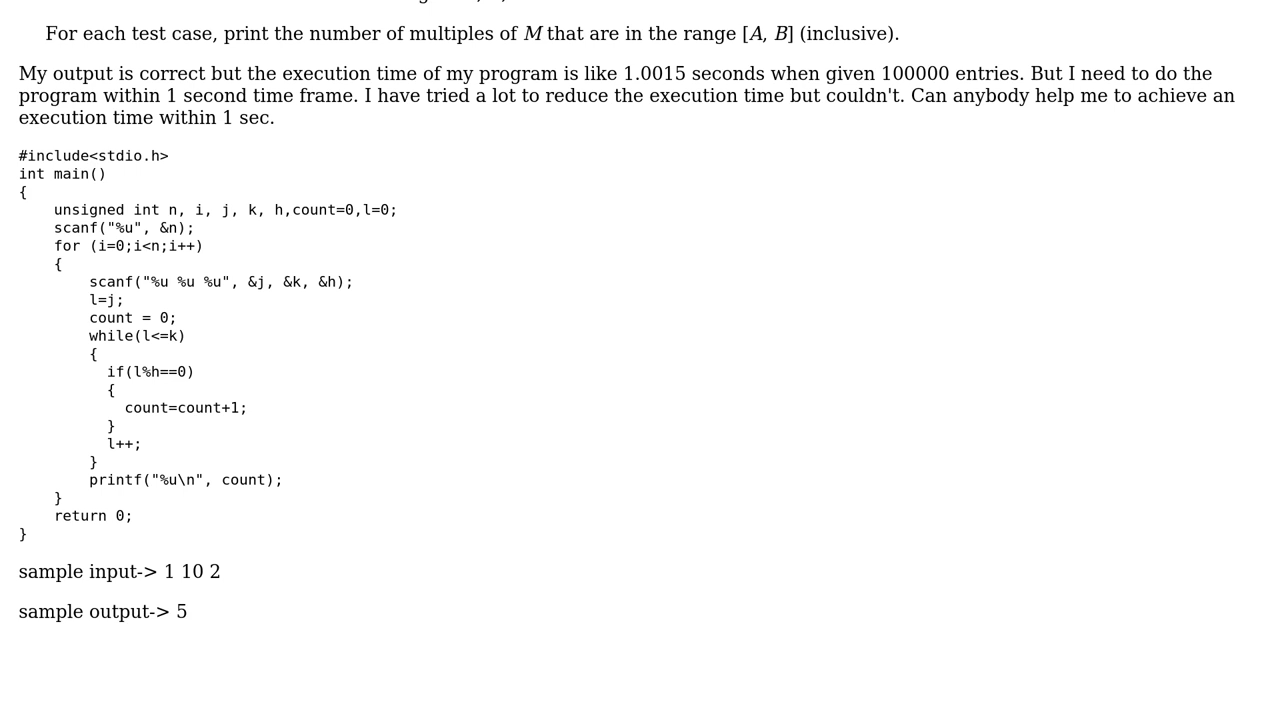 For each test case, print the number of multiples of M that are in the range [A, B] (inclusive).
My output is correct but the execution time of my program is like 1.0015 seconds when given 100000 entries. But I need to do the
program within 1 second time frame. I have tried a lot to reduce the execution time but couldn't. Can anybody help me to achieve an
execution time within 1 sec.
#include<stdio.h>
int main()
{
    unsigned int n, i, j, k, h,count=0,l=0;
    scanf("%u", &n);
    for (i=0;i<n;i++)
    {
        scanf("%u %u %u", &j, &k, &h);
        l=j;
        count = 0;
        while(l<=k)
        {
          if(l%h==0)
          {
            count=count+1;
          }
          l++;
        }
        printf("%u\n", count);
    }
    return 0;
}
sample input-> 1 10 2
sample output-> 5